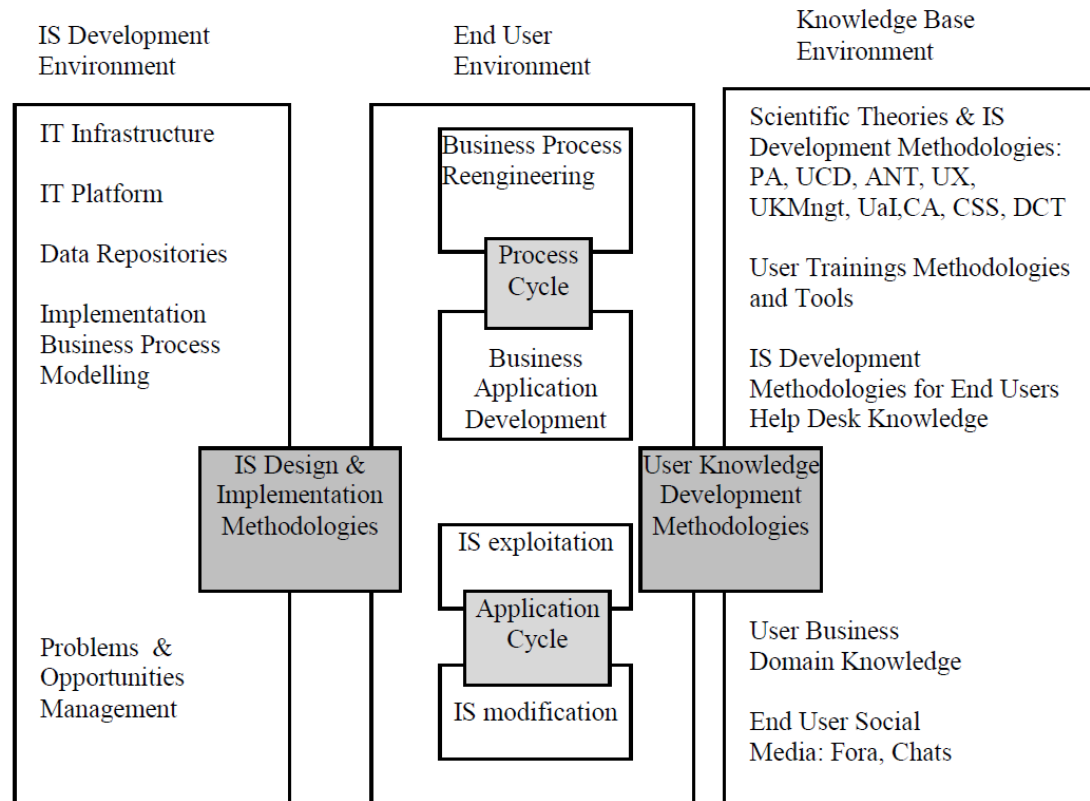 IS Development
Environment
End User
Environment
Knowledge Base
Environment
IT Infrastructure
IT Platform
Data Repositories
Implementation
Business Process
Modelling
Problems &
Opportunities
Management
IS Design &
Implementation
Methodologies
Business Process
Reengineering
Process
Cycle
Business
Application
Development
IS exploitation
Application
Cycle
IS modification
User Knowledge
Development
Methodologies
Scientific Theories & IS
Development Methodologies:
PA, UCD, ANT, UX,
UKMngt, UaI,CA, CSS, DCT
User Trainings Methodologies
and Tools
IS Development
Methodologies for End Users
Help Desk Knowledge
User Business
Domain Knowledge
End User Social
Media: Fora, Chats